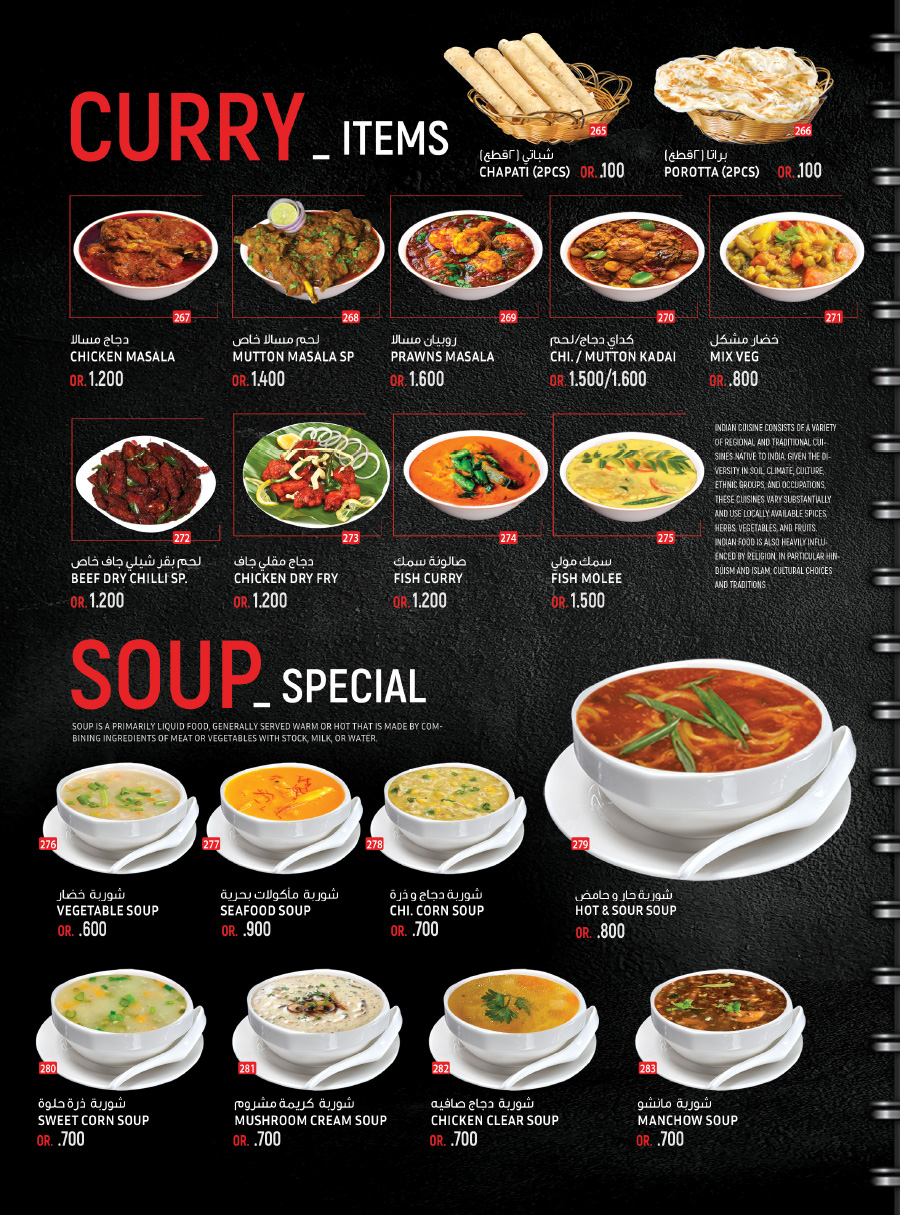 CURRY _ ITEMS
265
شباتي (٢قطع)
CHAPATI (2PCS) OR. .100
266
براتا (٢قطع)
POROTTA (2PCS) OR. .100
267
دجاج مسالا
CHICKEN MASALA
OR. 1.200
268
لحم مسالا خاص
MUTTON MASALA SP
OR. 1.400
269
روبيان مسالا
PRAWNS MASALA
OR. 1.600
270
كداي دجاج/لحم
CHI. / MUTTON KADAI
OR. 1.500/1.600
271
خضار مشكل
MIX VEG
OR. .800
272
لحم بقر شيلي جاف خاص
BEEF DRY CHILLI SP.
OR. 1.200
273
دجاج مقلي جاف
CHICKEN DRY FRY
OR. 1.200
274
صالونة سمك
FISH CURRY
OR. 1.200
275
سمك مولي
FISH MOLEE
OR. 1.500
INDIAN CUISINE CONSISTS OF A VARIETY
OF REGIONAL AND TRADITIONAL CUI-
SINES NATIVE TO INDIA. GIVEN THE DI-
VERSITY IN SOIL, CLIMATE, CULTURE,
ETHNIC GROUPS, AND OCCUPATIONS,
THESE CUISINES VARY SUBSTANTIALLY
AND USE LOCALLY AVAILABLE SPICES,
HERBS, VEGETABLES, AND FRUITS.
INDIAN FOOD IS ALSO HEAVILY INFLU-
ENCED BY RELIGION, IN PARTICULAR HIN-
DUISM AND ISLAM, CULTURAL CHOICES
AND TRADITIONS
SOUP _ SPECIAL
SOUP IS A PRIMARILY LIQUID FOOD, GENERALLY SERVED WARM OR HOT THAT IS MADE BY COM-
BINING INGREDIENTS OF MEAT OR VEGETABLES WITH STOCK, MILK, OR WATER.
276
شوربة خضار
VEGETABLE SOUP
OR. .600
277
شوربة مأكولات بحرية
SEAFOOD SOUP
OR. .900
278
شوربة دجاج و ذرة
CHI. CORN SOUP
OR. .700
279
شوربة حار و حامض
HOT & SOUR SOUP
OR. .800
280
شوربة ذرة حلوة
SWEET CORN SOUP
OR. .700
281
شوربة كريمة مشروم
MUSHROOM CREAM SOUP
OR. .700
282
شوربة دجاج صافيه
CHICKEN CLEAR SOUP
OR. .700
283
شوربة مانشو
MANCHOW SOUP
OR. .700